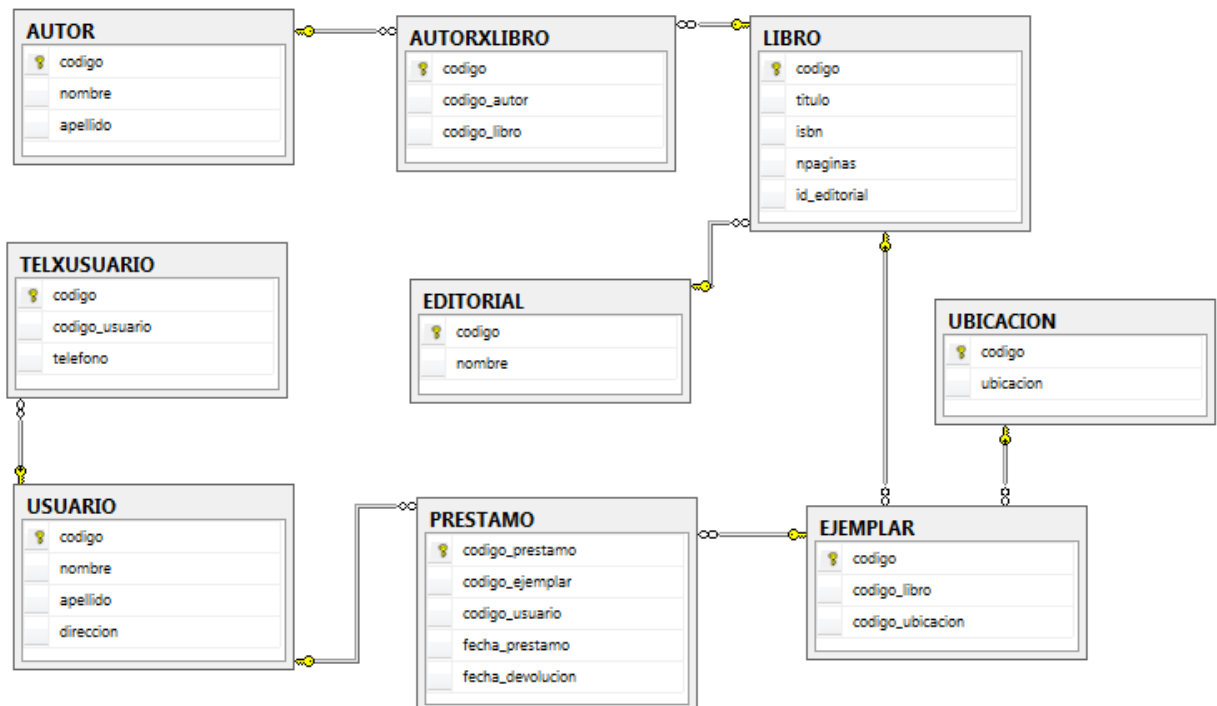 AUTOR
codigo
nombre
apellido
AUTORXLIBRO
codigo
codigo_autor
codigo_libro
LIBRO
codigo
titulo
isbn
npaginas
id_editorial
TELXUSUARIO
codigo
codigo_usuario
telefono
EDITORIAL
codigo
nombre
UBICACION
codigo
ubicacion
USUARIO
codigo
nombre
apellido
direccion
PRESTAMO
codigo_prestamo
codigo_ejemplar
codigo_usuario
fecha_prestamo
fecha_devolucion
EJEMPLAR
codigo
codigo_libro
codigo_ubicacion